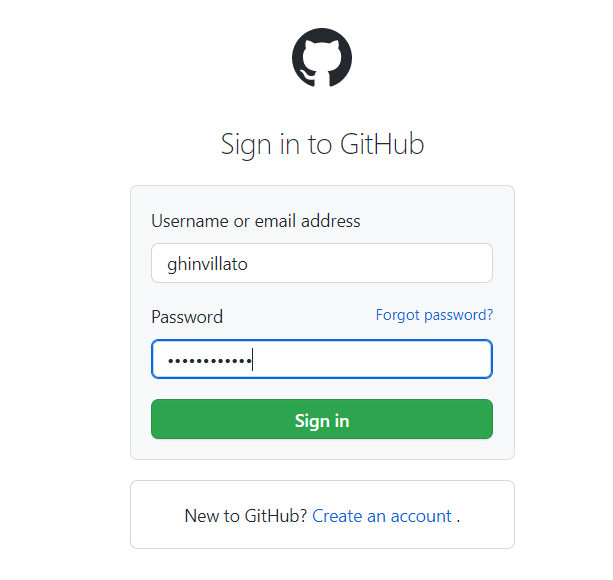 Sign in to GitHub
Username or email address
ghinvillato
Password Forgot password?
••••••••••••
Sign in
New to GitHub? Create an account .